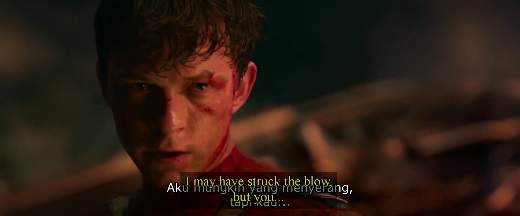 I may have struck the blow,
but you...
Aku mungkin yang menyerang,
tapi kau...